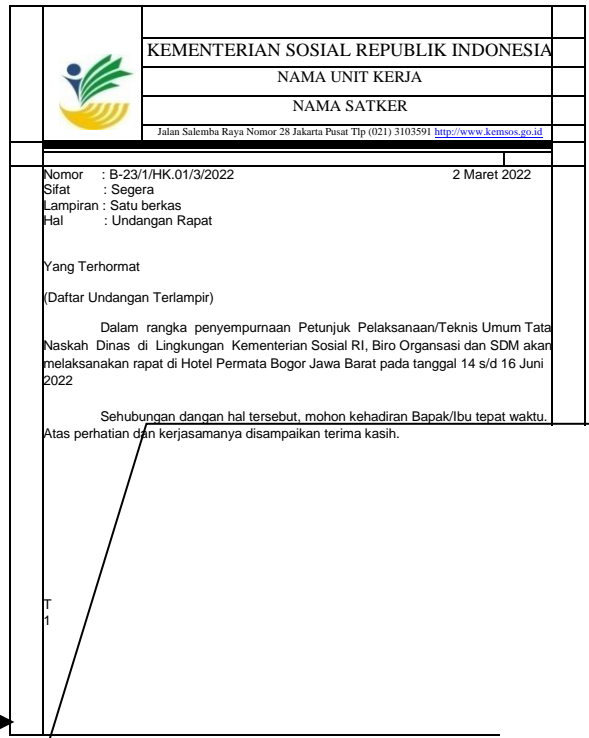 KEMENTERIAN SOSIAL REPUBLIK INDONESIA
NAMA UNIT KERJA
NAMA SATKER
Jalan Salemba Raya Nomor 28 Jakarta Pusat Tlp (021) 3103591 http://www.kemsos.go.id
Nomor : B-23/1/HK.01/3/2022 2 Maret 2022
Sifat : Segera
Lampiran : Satu berkas
Hal : Undangan Rapat
Yang Terhormat
(Daftar Undangan Terlampir)
Dalam rangka penyempurnaan Petunjuk Pelaksanaan/Teknis Umum Tata
Naskah Dinas di Lingkungan Kementerian Sosial RI, Biro Organsasi dan SDM akan
melaksanakan rapat di Hotel Permata Bogor Jawa Barat pada tanggal 14 s/d 16 Juni
2022
Sehubungan dangan hal tersebut, mohon kehadiran Bapak/Ibu tepat waktu.
Atas perhatian dan kerjasamanya disampaikan terima kasih.
T
1